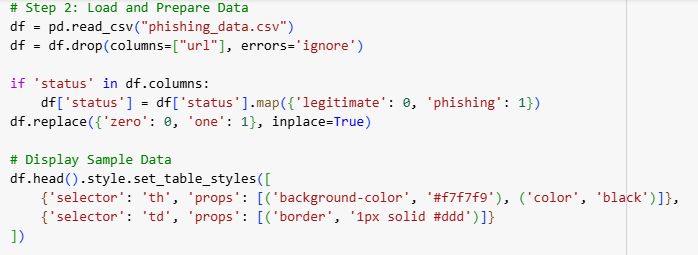 # Step 2: Load and Prepare Data
df = pd.read_csv("phishing_data.csv")
df = df.drop(columns=["url"], errors='ignore')

if 'status' in df.columns:
    df['status'] = df['status'].map({'legitimate': 0, 'phishing': 1})
df.replace({'zero': 0, 'one': 1}, inplace=True)

# Display Sample Data
df.head().style.set_table_styles([
    {'selector': 'th', 'props': [('background-color', '#f7f7f9'), ('color', 'black')]},
    {'selector': 'td', 'props': [('border', '1px solid #ddd')]}
])